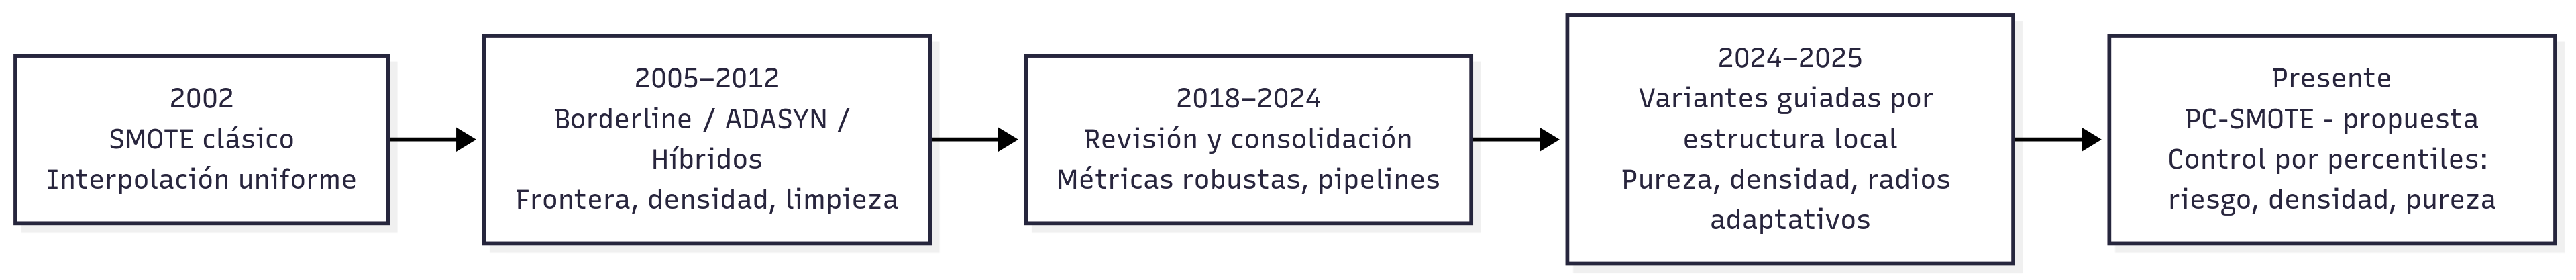 2002
SMOTE clásico
Interpolación uniforme
2005–2012
Borderline / ADASYN /
Híbridos
Frontera, densidad, limpieza
2018–2024
Revisión y consolidación
Métricas robustas, pipelines
2024–2025
Variantes guiadas por
estructura local
Pureza, densidad, radios
adaptativos
Presente
PC-SMOTE - propuesta
Control por percentiles:
riesgo, densidad, pureza